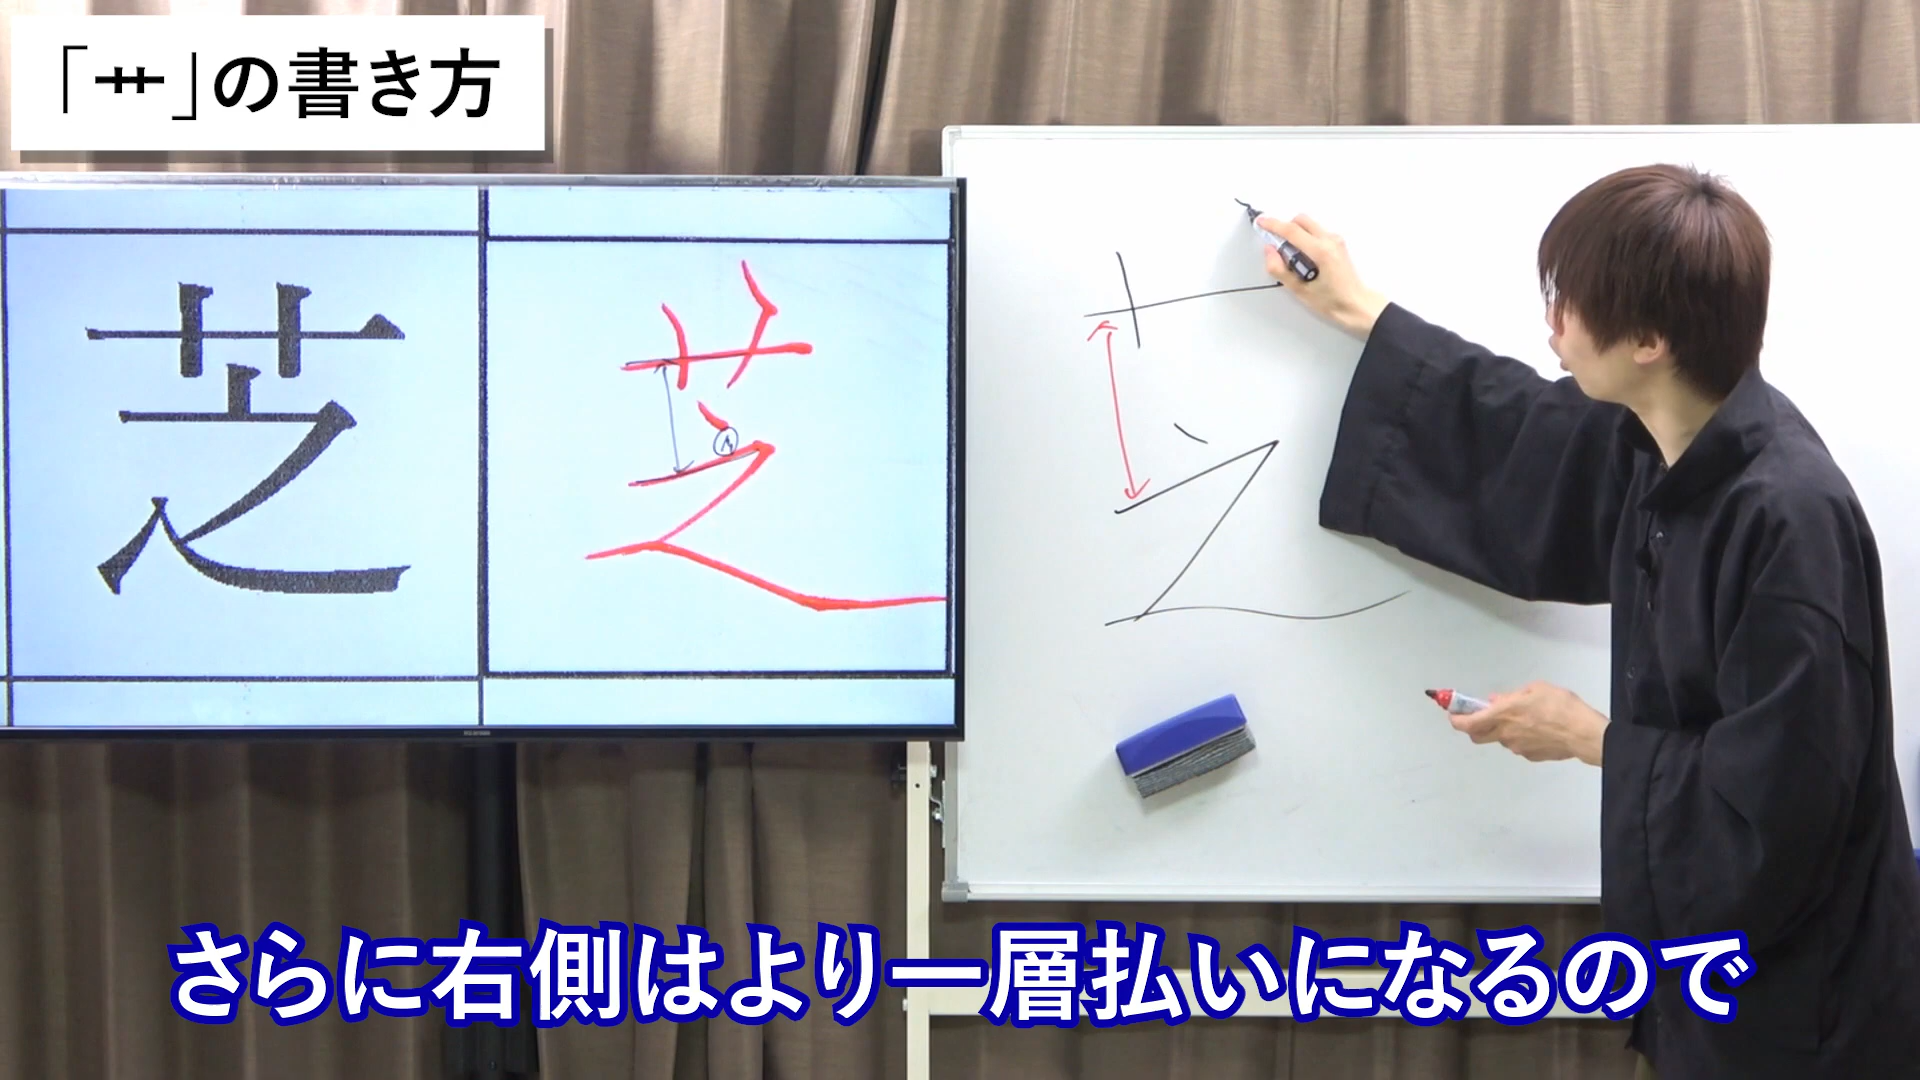 「艹」の書き方
芝
芝
芝
さらに右側はより一層払いになるので